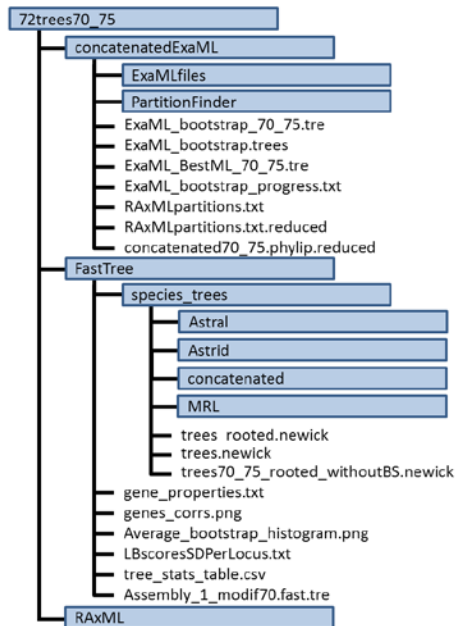 72trees70_75
concatenatedExaML
ExaMLfiles
PartitionFinder
ExaML_bootstrap_70_75.tre
ExaML_bootstrap.trees
ExaML_BestML_70_75.tre
ExaML_bootstrap_progress.txt
RAxMLpartitions.txt
RAxMLpartitions.txt.reduced
concatenated70_75.phylip.reduced
FastTree
species_trees
Astral
Astrid
concatenated
MRL
trees_rooted.newick
trees.newick
trees70_75_rooted_withoutBS.newick
gene_properties.txt
genes_corrs.png
Average_bootstrap_histogram.png
LBscoresSDPerLocus.txt
tree_stats_table.csv
Assembly_1_modif70.fast.tre
RAxML